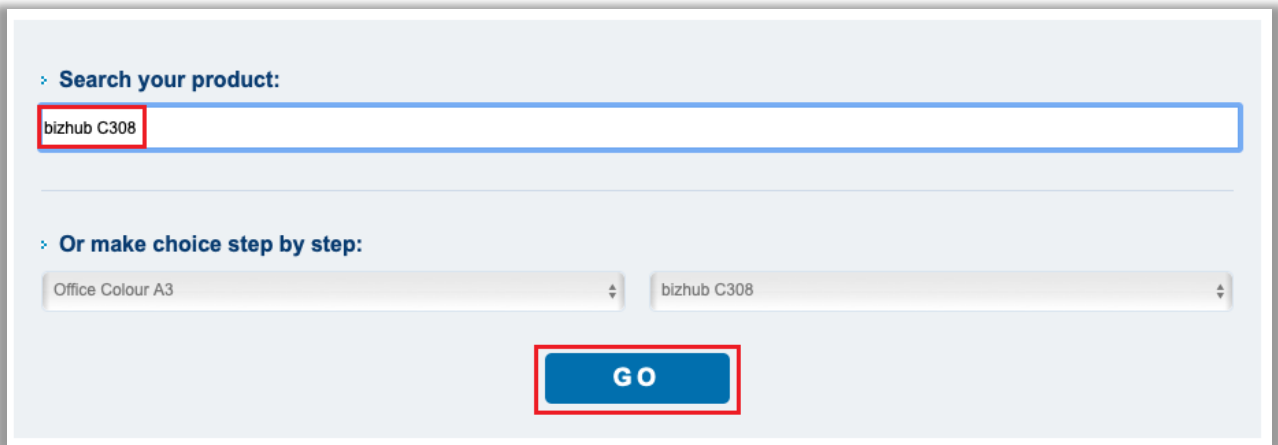 Search your product:
bizhub C308
Or make choice step by step:
Office Colour A3
bizhub C308
GO